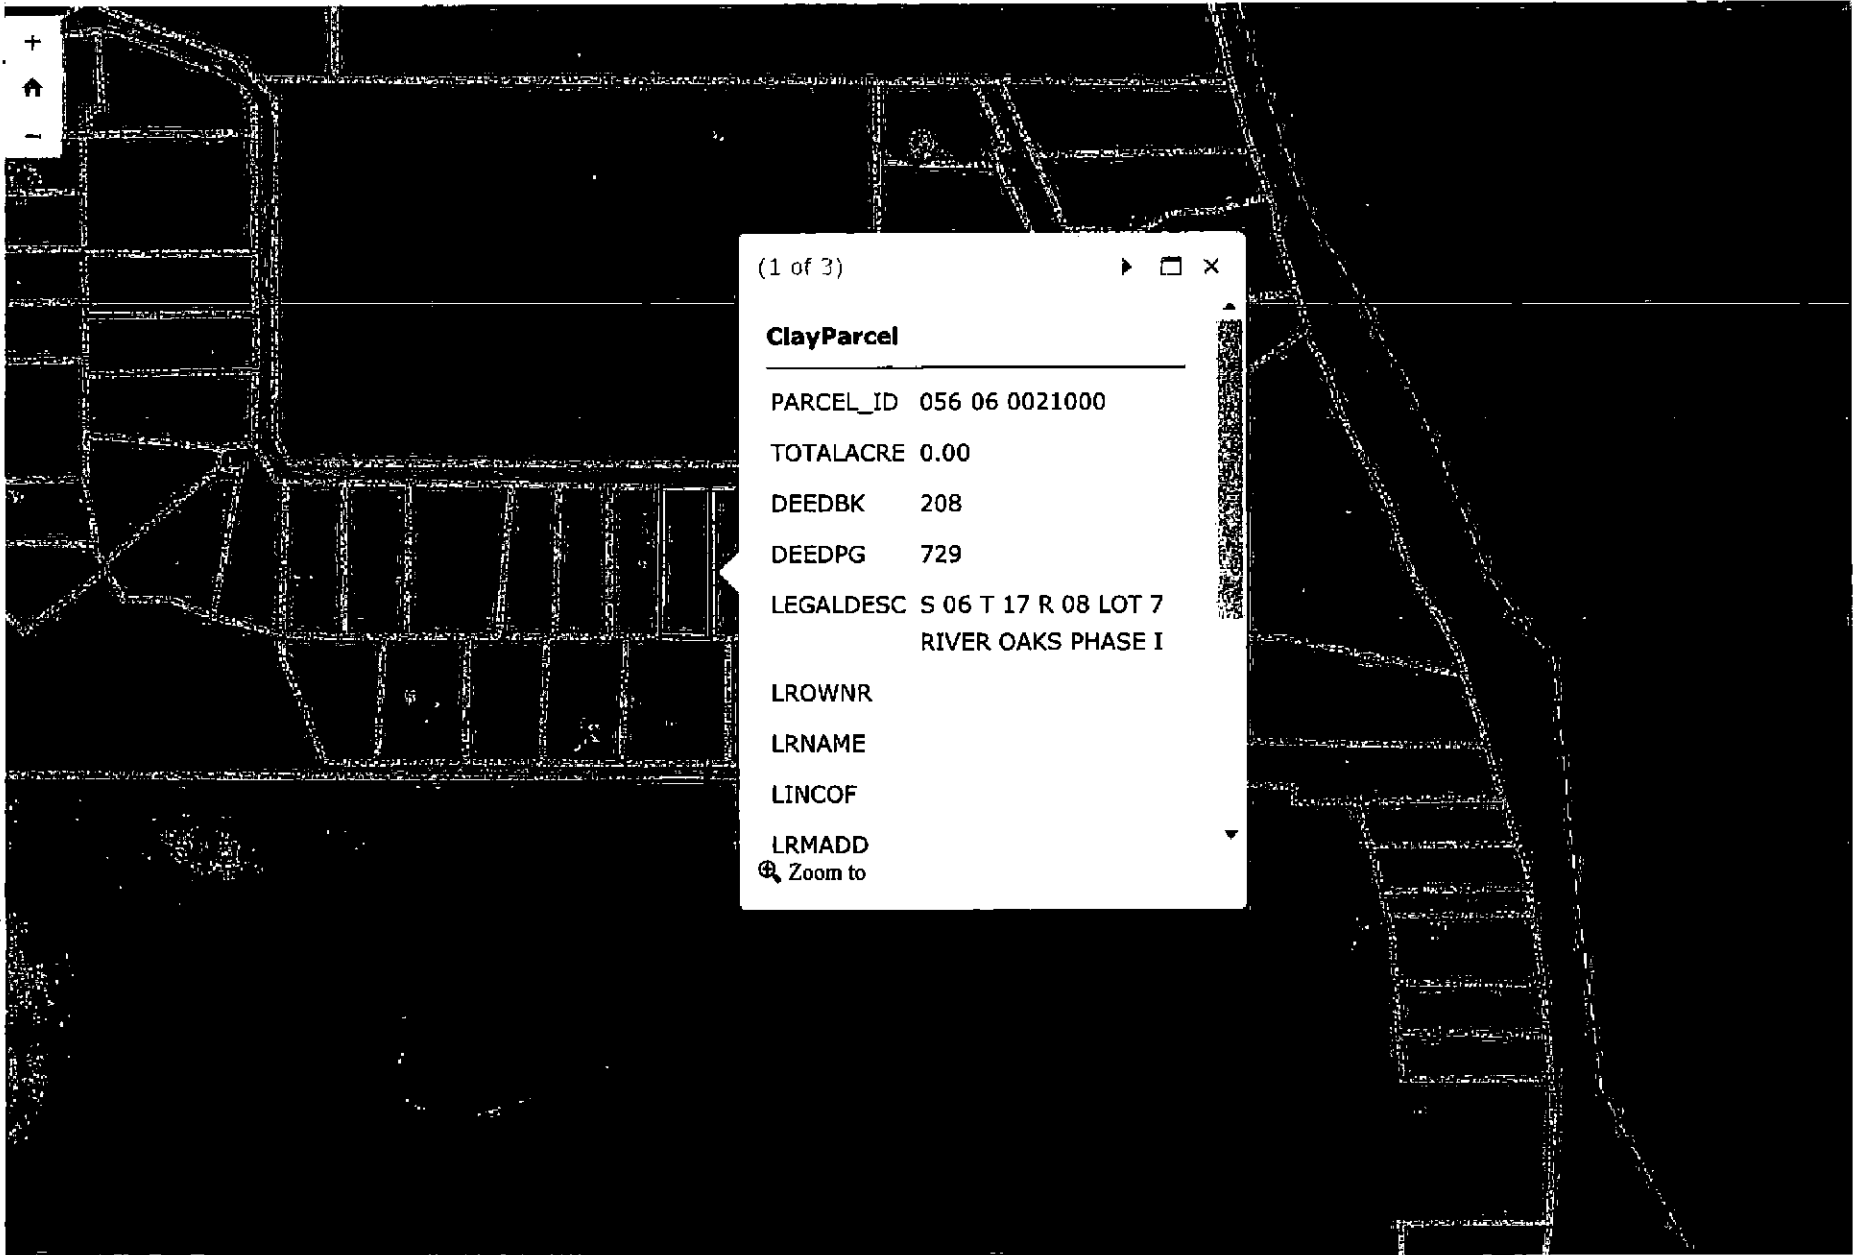 +
−
(1 of 3)
ClayParcel
PARCEL_ID 056 06 0021000
TOTALACRE 0.00
DEEDBK 208
DEEDPG 729
LEGALDESC S 06 T 17 R 08 LOT 7
RIVER OAKS PHASE I
LROWNR
LRNAME
LINCOF
LRMADD
Zoom to